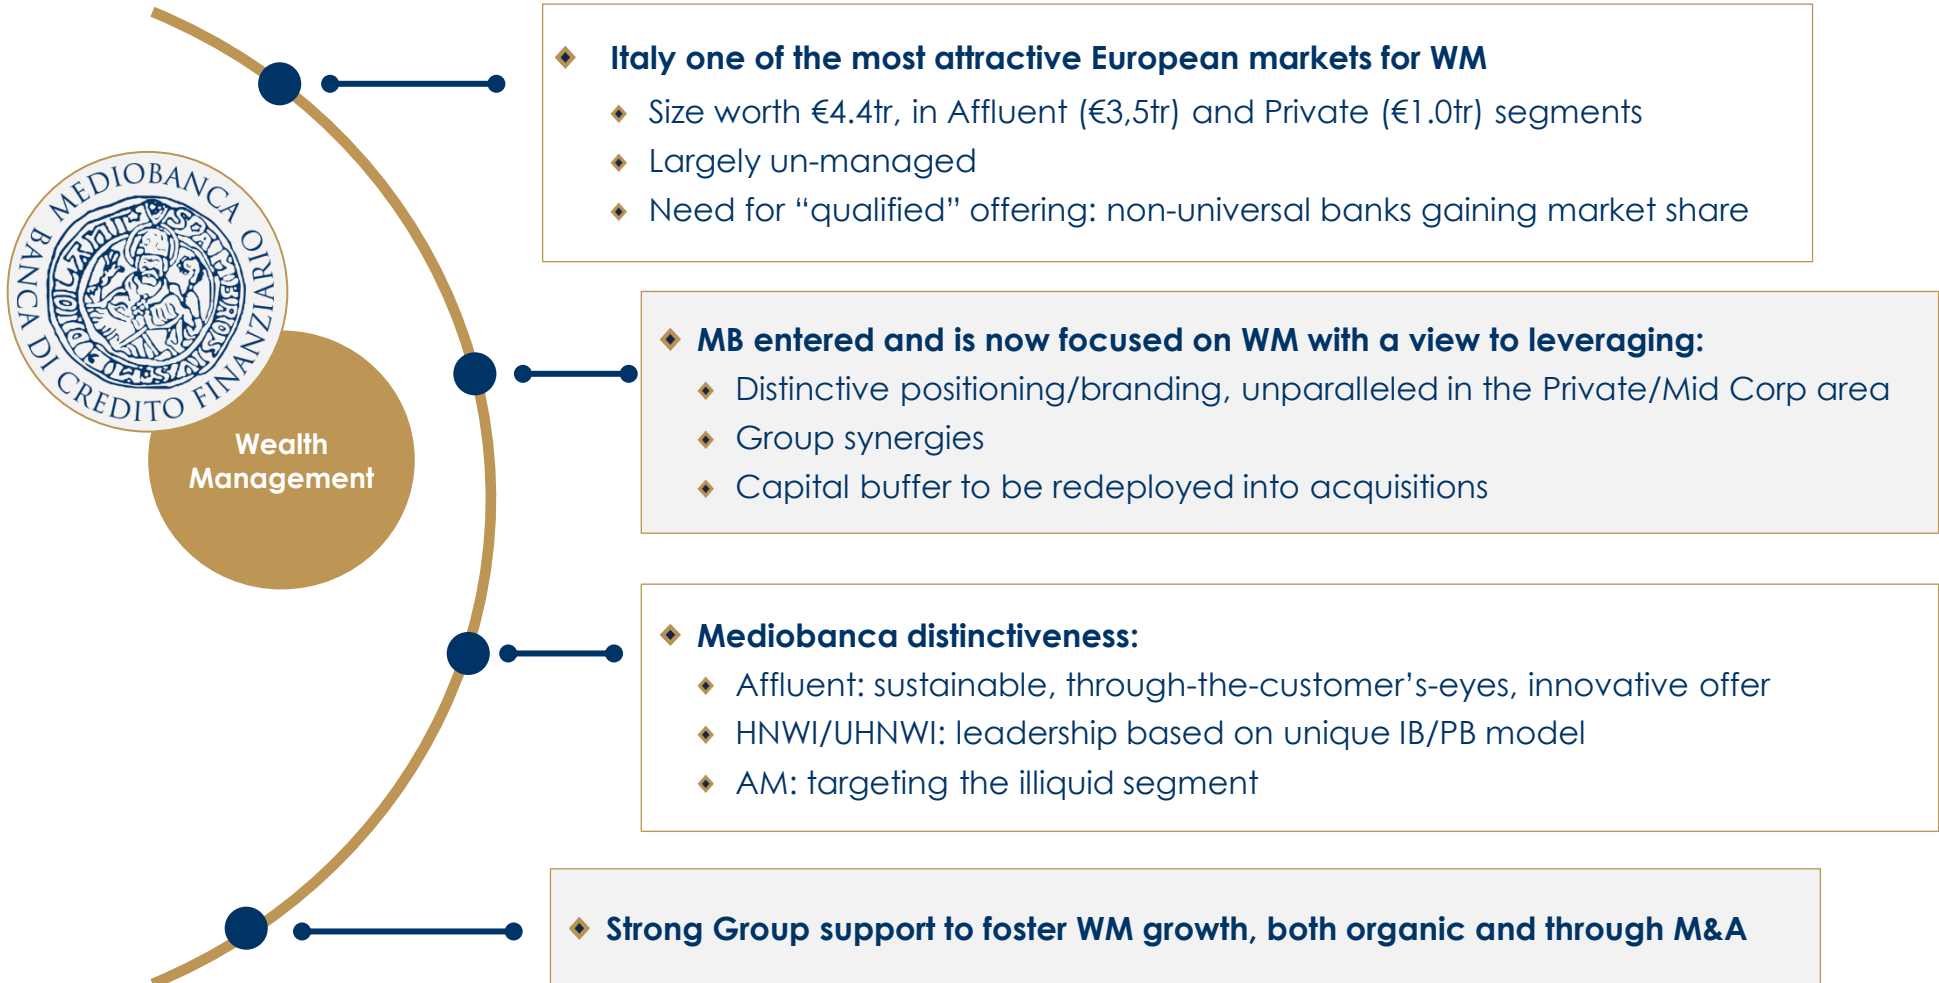 Italy one of the most attractive European markets for WM
Size worth €4.4tr, in Affluent (€3,5tr) and Private (€1.0tr) segments
Largely un-managed
Need for “qualified” offering: non-universal banks gaining market share
MEDIOBANCA
BANCA DI CREDITO FINANZIARIO
Wealth
Management
MB entered and is now focused on WM with a view to leveraging:
Distinctive positioning/branding, unparalleled in the Private/Mid Corp area
Group synergies
Capital buffer to be redeployed into acquisitions
Mediobanca distinctiveness:
Affluent: sustainable, through-the-customer’s-eyes, innovative offer
HNWI/UHNWI: leadership based on unique IB/PB model
AM: targeting the illiquid segment
Strong Group support to foster WM growth, both organic and through M&A